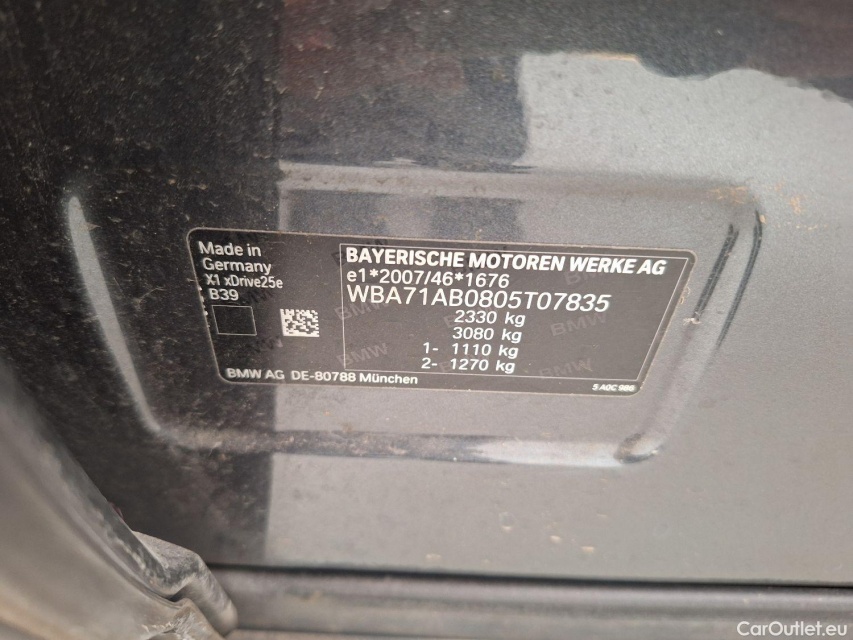 Made in
Germany
X1 xDrive25e
B39
BAYERISCHE MOTOREN WERKE AG
e1*2007/46*1676
WBA71AB0805T07835
2330 kg
3080 kg
1- 1110 kg
2- 1270 kg
BMW AG DE-80788 München
CarOutlet.eu